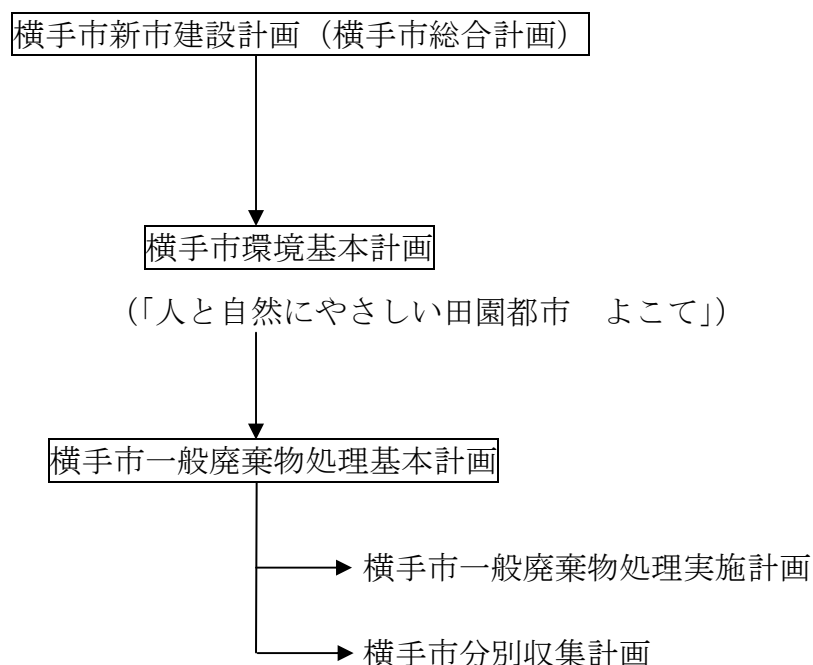 横手市新市建設計画（横手市総合計画）
横手市環境基本計画
（「人と自然にやさしい田園都市　よこて」）
横手市一般廃棄物処理基本計画
横手市一般廃棄物処理実施計画
横手市分別収集計画